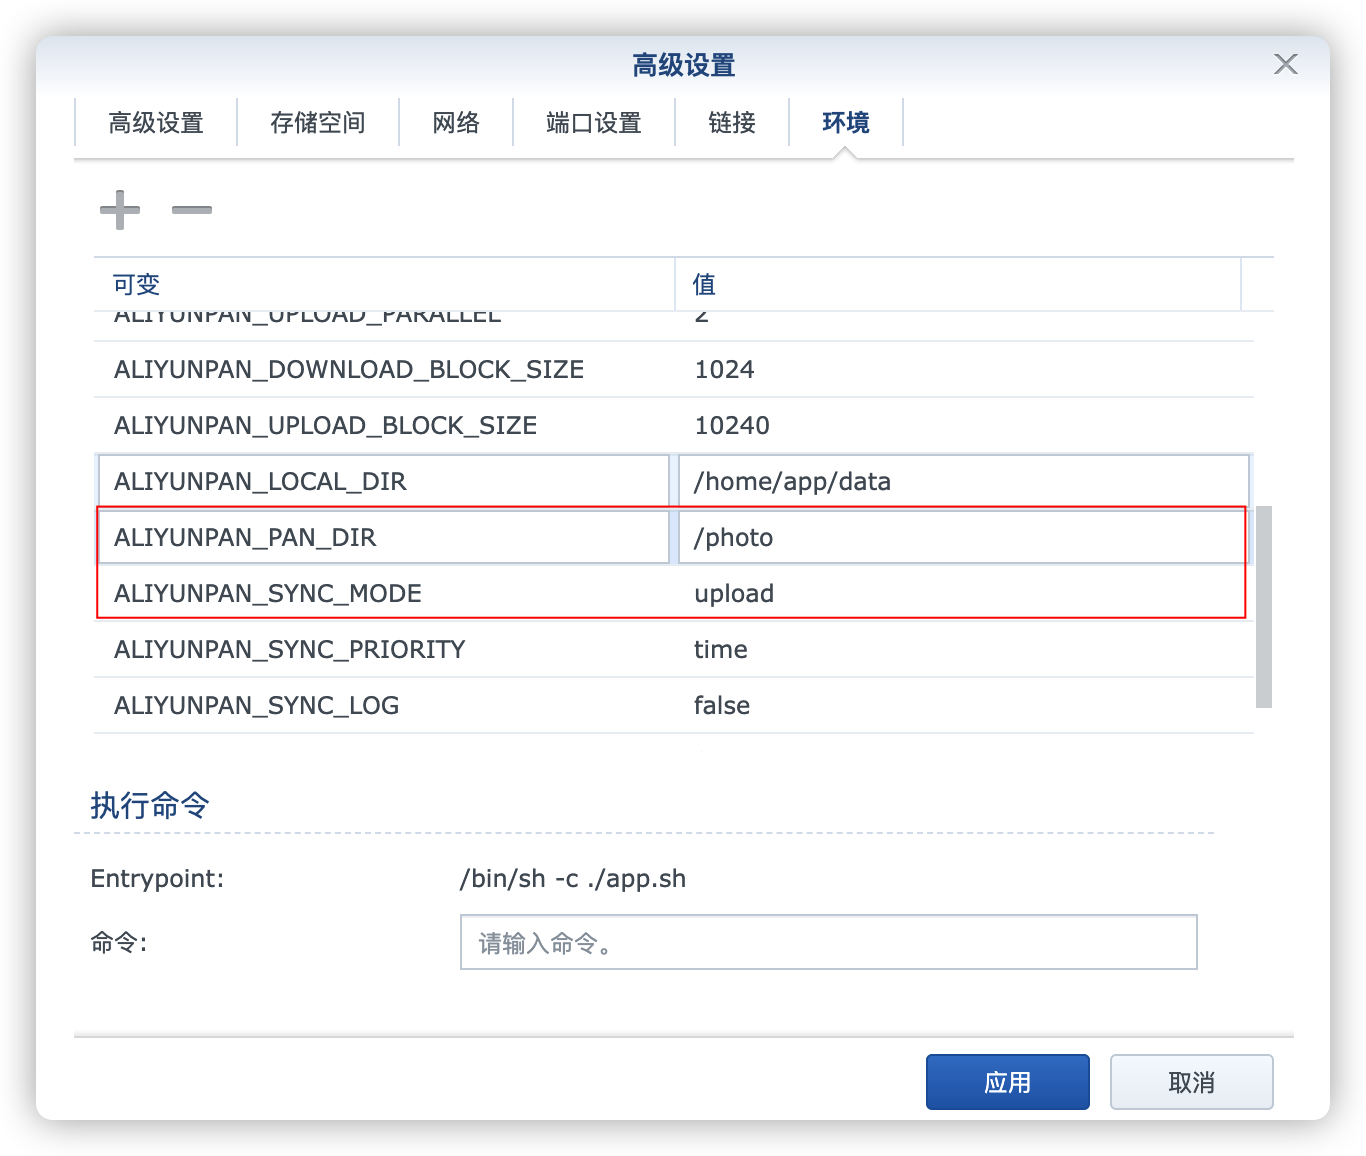 高级设置
高级设置 存储空间 网络 端口设置 链接 环境
可变 值
ALIYUNPAN_UPLOAD_PARALLEL 2
ALIYUNPAN_DOWNLOAD_BLOCK_SIZE 1024
ALIYUNPAN_UPLOAD_BLOCK_SIZE 10240
ALIYUNPAN_LOCAL_DIR /home/app/data
ALIYUNPAN_PAN_DIR /photo
ALIYUNPAN_SYNC_MODE upload
ALIYUNPAN_SYNC_PRIORITY time
ALIYUNPAN_SYNC_LOG false
执行命令
Entrypoint: /bin/sh -c ./app.sh
命令: 请输入命令。
应用 取消